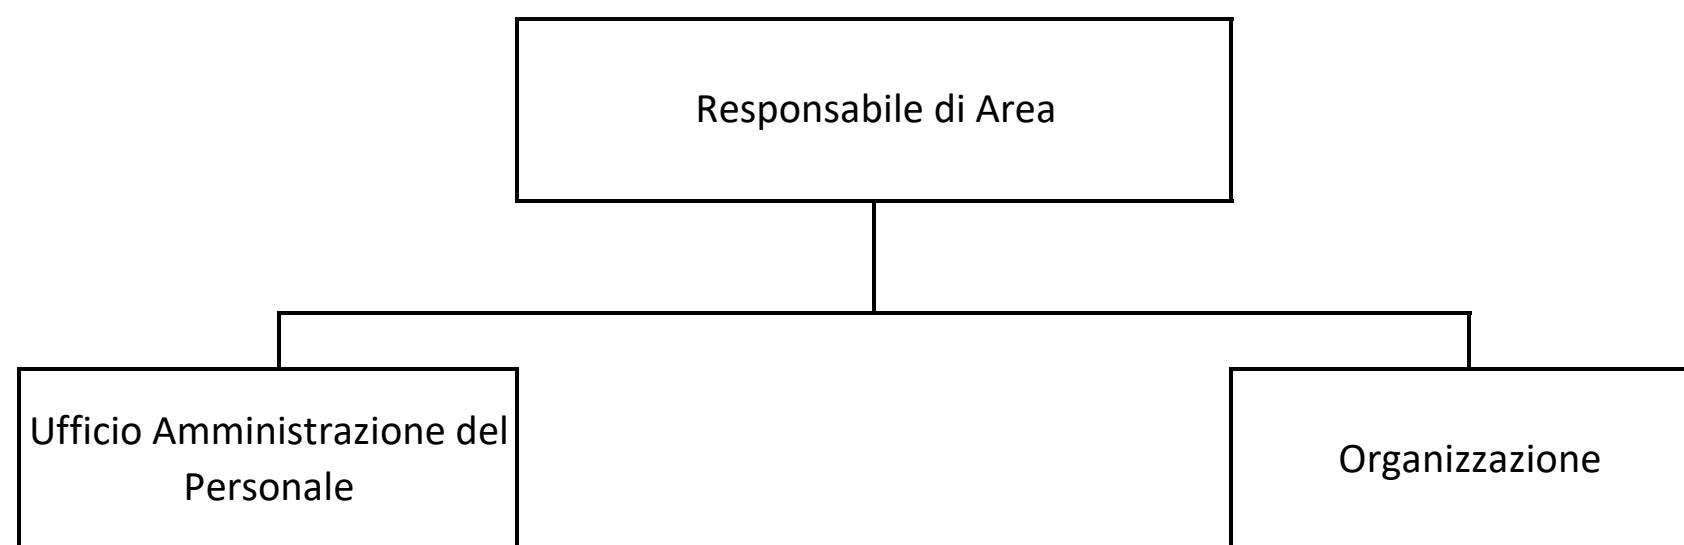 Responsabile di Area
Ufficio Amministrazione del
Personale
Organizzazione